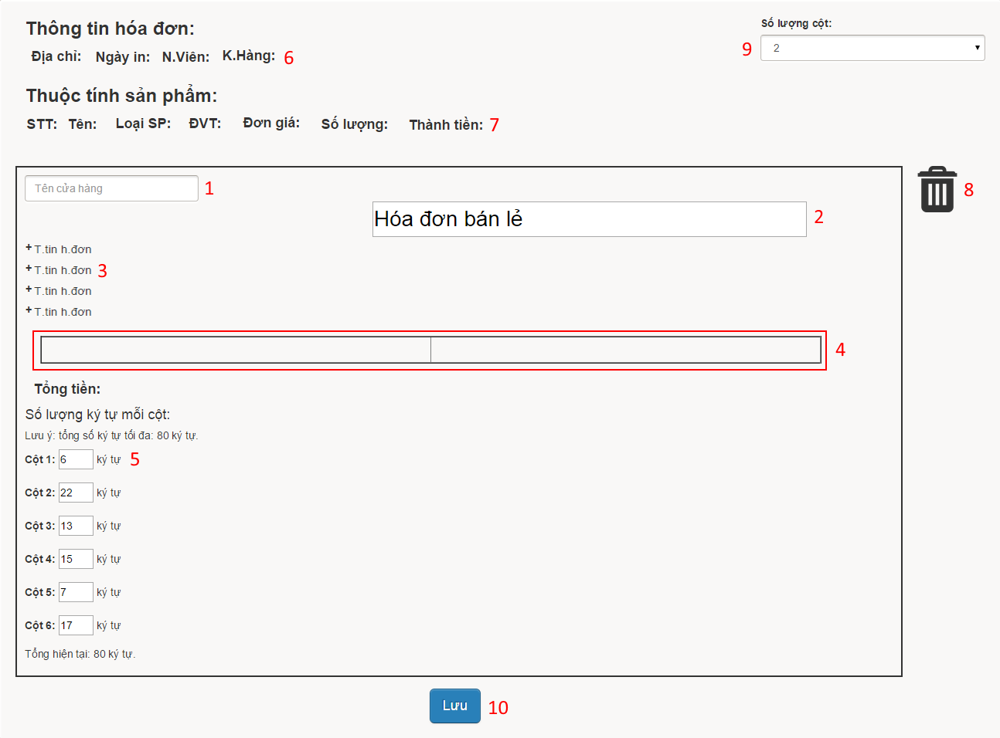 Thông tin hóa đơn:
Số lượng cột:
Địa chỉ: Ngày in: N.Viên: K.Hàng: 6
9 2
Thuộc tính sản phẩm:
STT: Tên: Loại SP: ĐVT: Đơn giá: Số lượng: Thành tiền: 7
Tên cửa hàng 1
8
Hóa đơn bán lẻ 2
+ T.tin h.đơn
+ T.tin h.đơn 3
+ T.tin h.đơn
+ T.tin h.đơn
4
Tổng tiền:
Số lượng ký tự mỗi cột:
Lưu ý: tổng số ký tự tối đa: 80 ký tự.
Cột 1: 6 ký tự 5
Cột 2: 22 ký tự
Cột 3: 13 ký tự
Cột 4: 15 ký tự
Cột 5: 7 ký tự
Cột 6: 17 ký tự
Tổng hiện tại: 80 ký tự.
Lưu 10